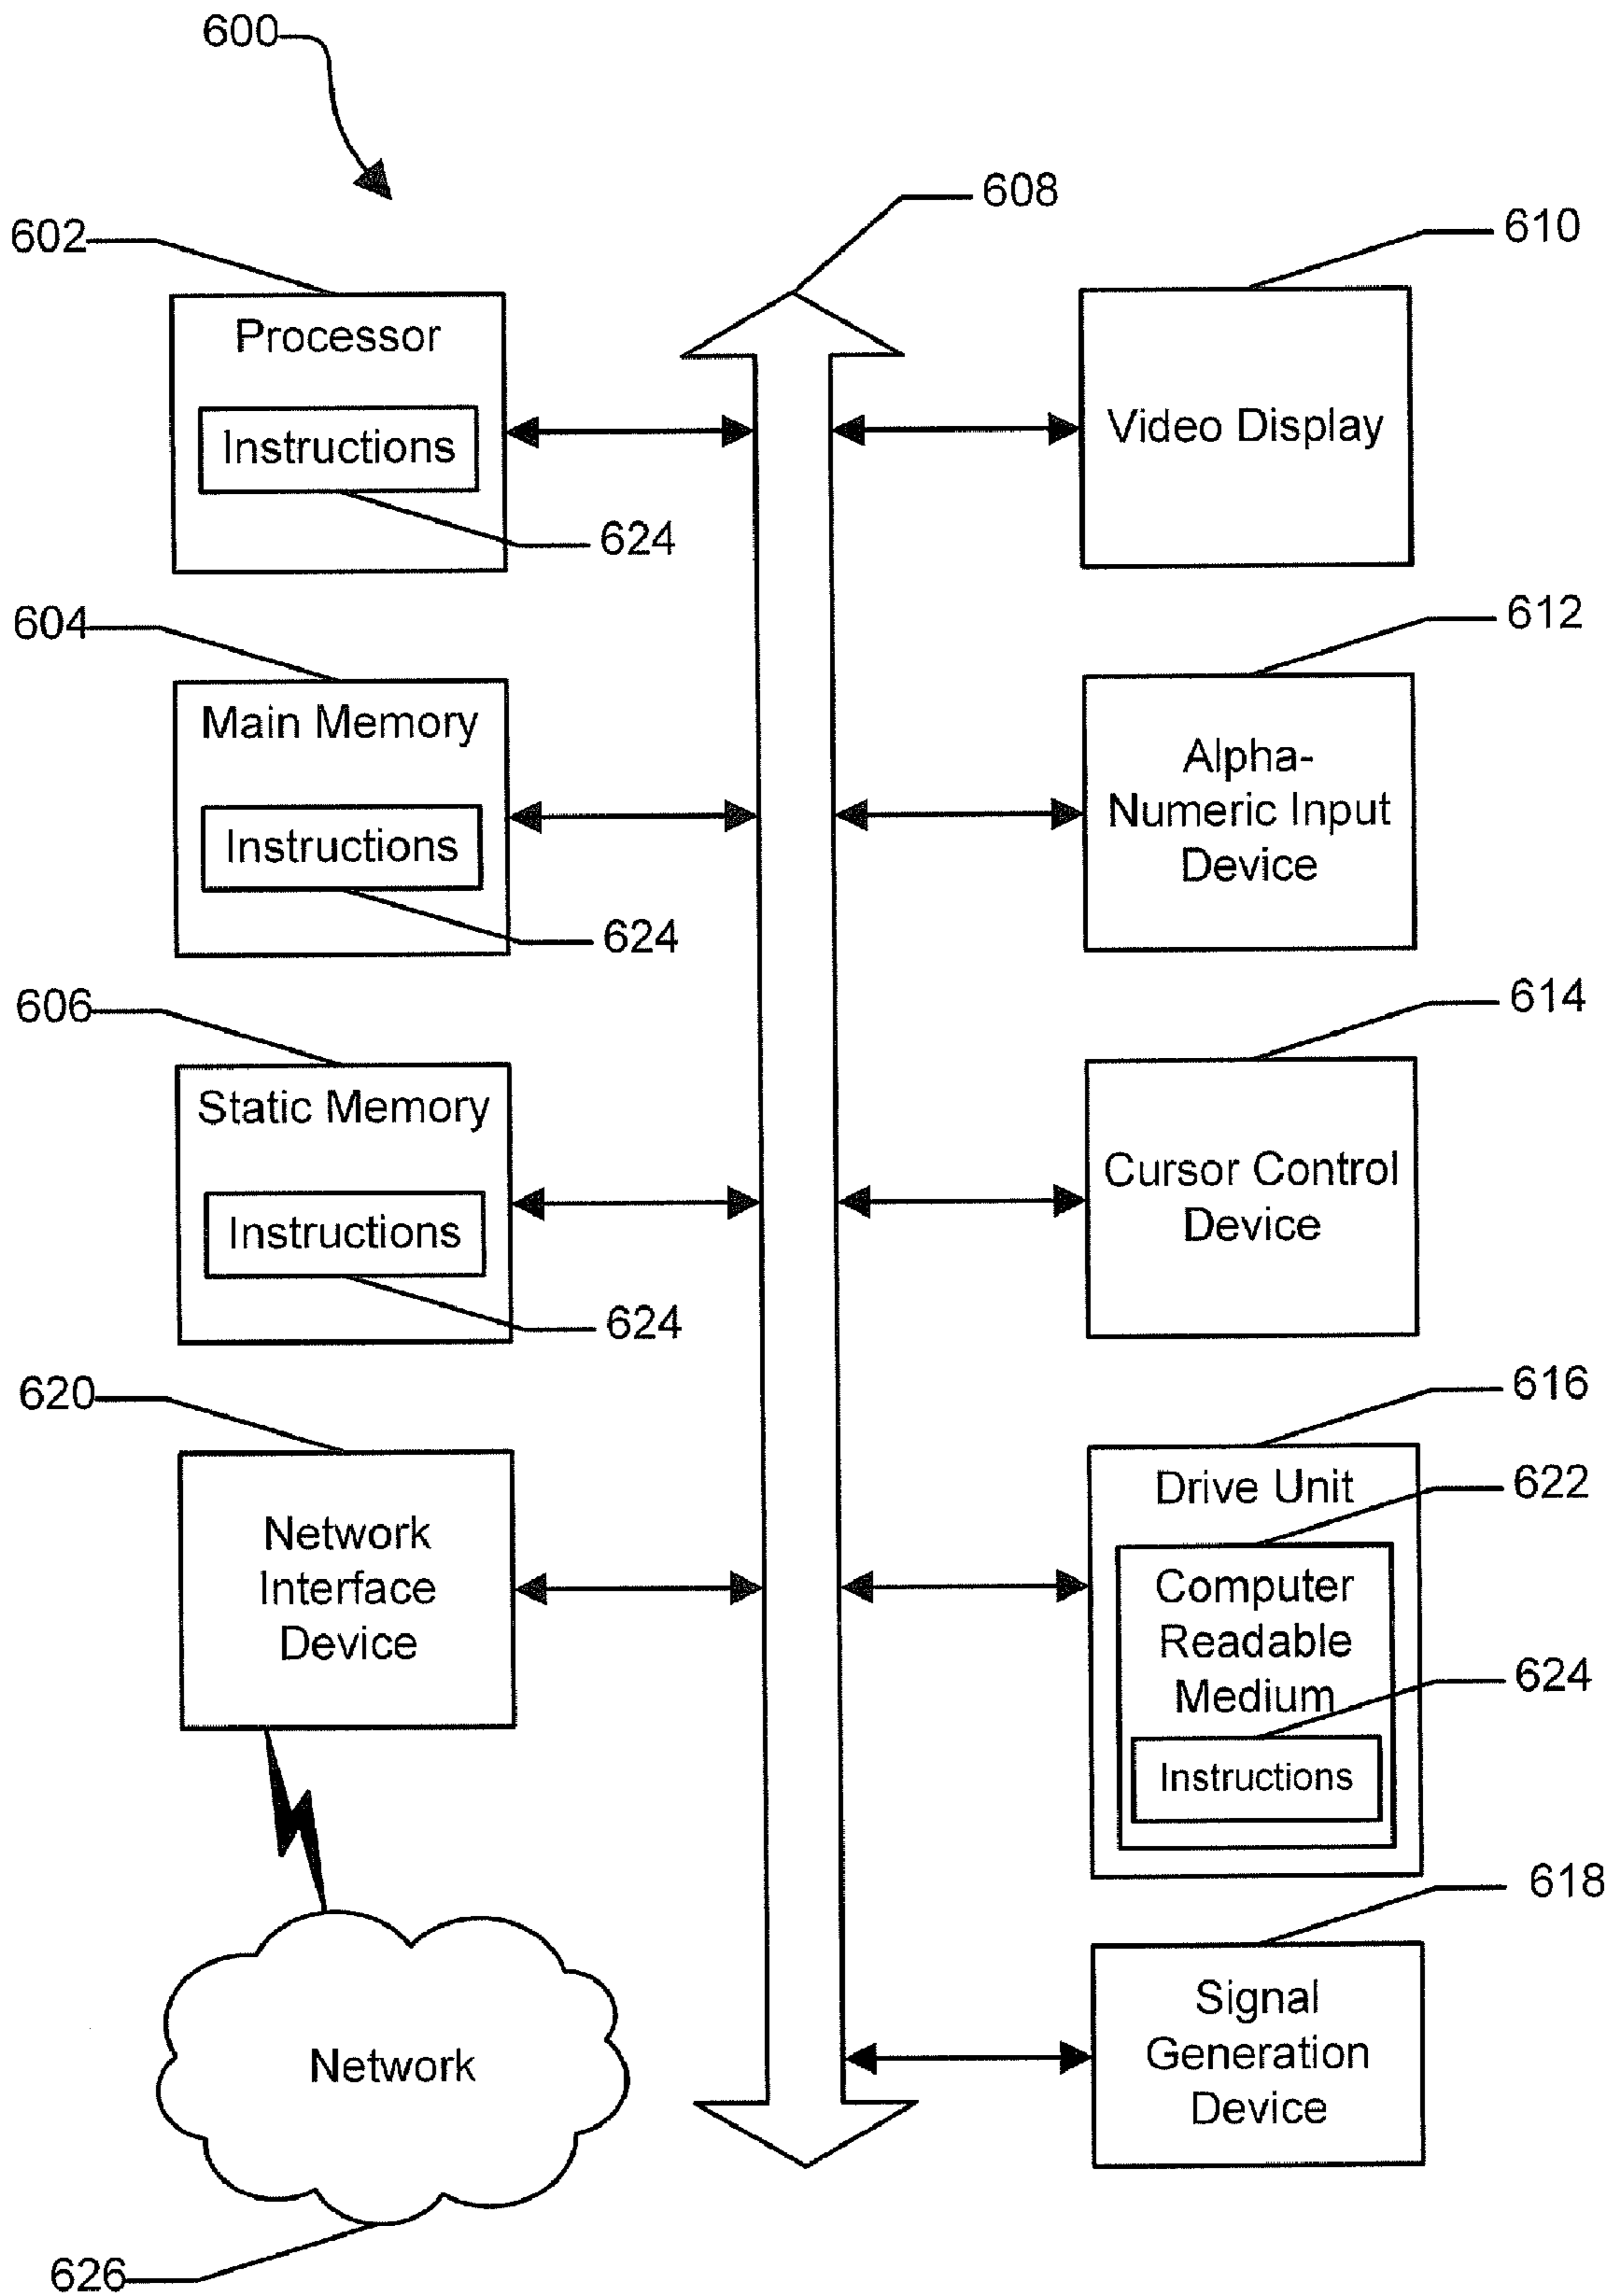 600
608
602
610
Processor
Instructions
624
Video Display
604
612
Main Memory
Instructions
624
Alpha-
Numeric Input
Device
606
614
Static Memory
Instructions
624
Cursor Control
Device
620
616
Network
Interface
Device
Drive Unit
622
Computer
Readable
Medium
624
Instructions
618
Signal
Generation
Device
Network
626